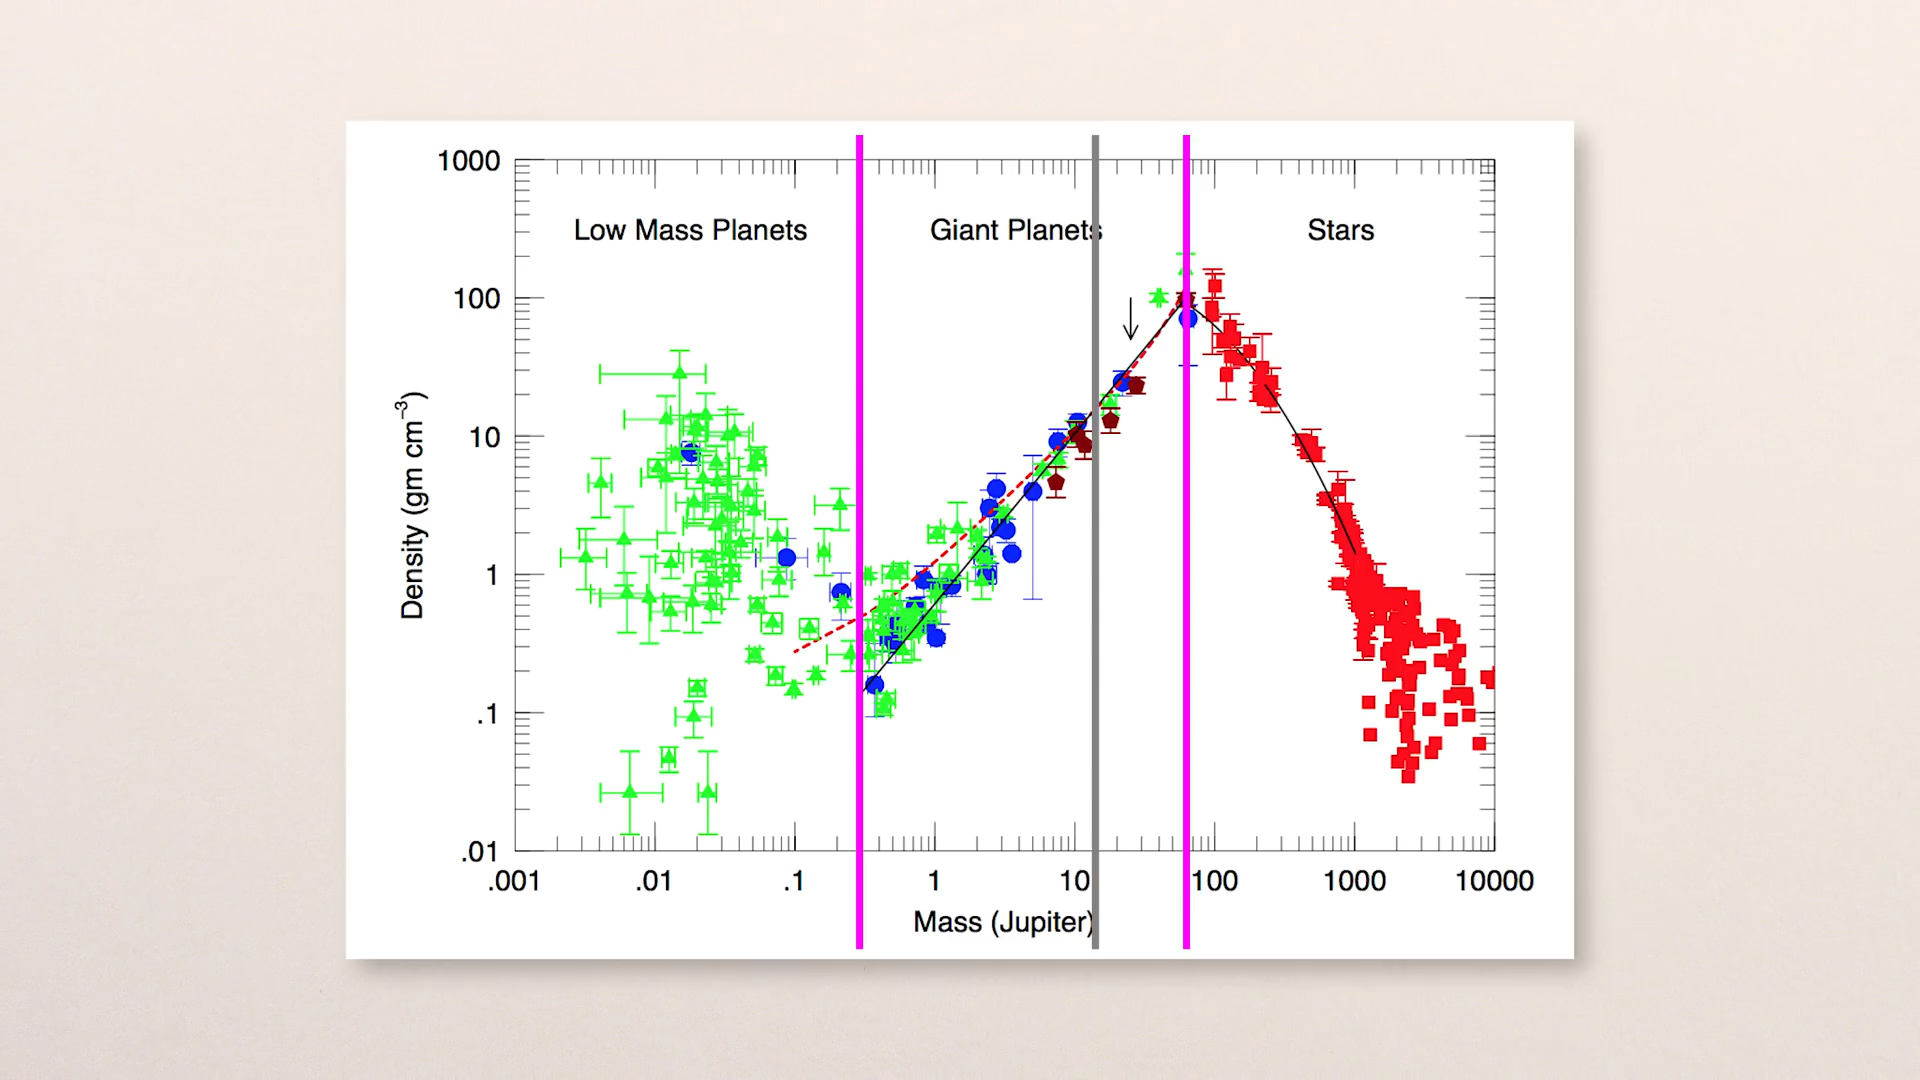 1000
Low Mass Planets
Giant Planets
Stars
100
10
1
.1
.01
Density (gm cm⁻³)
.001
.01
.1
1
10
100
1000
10000
Mass (Jupiter)